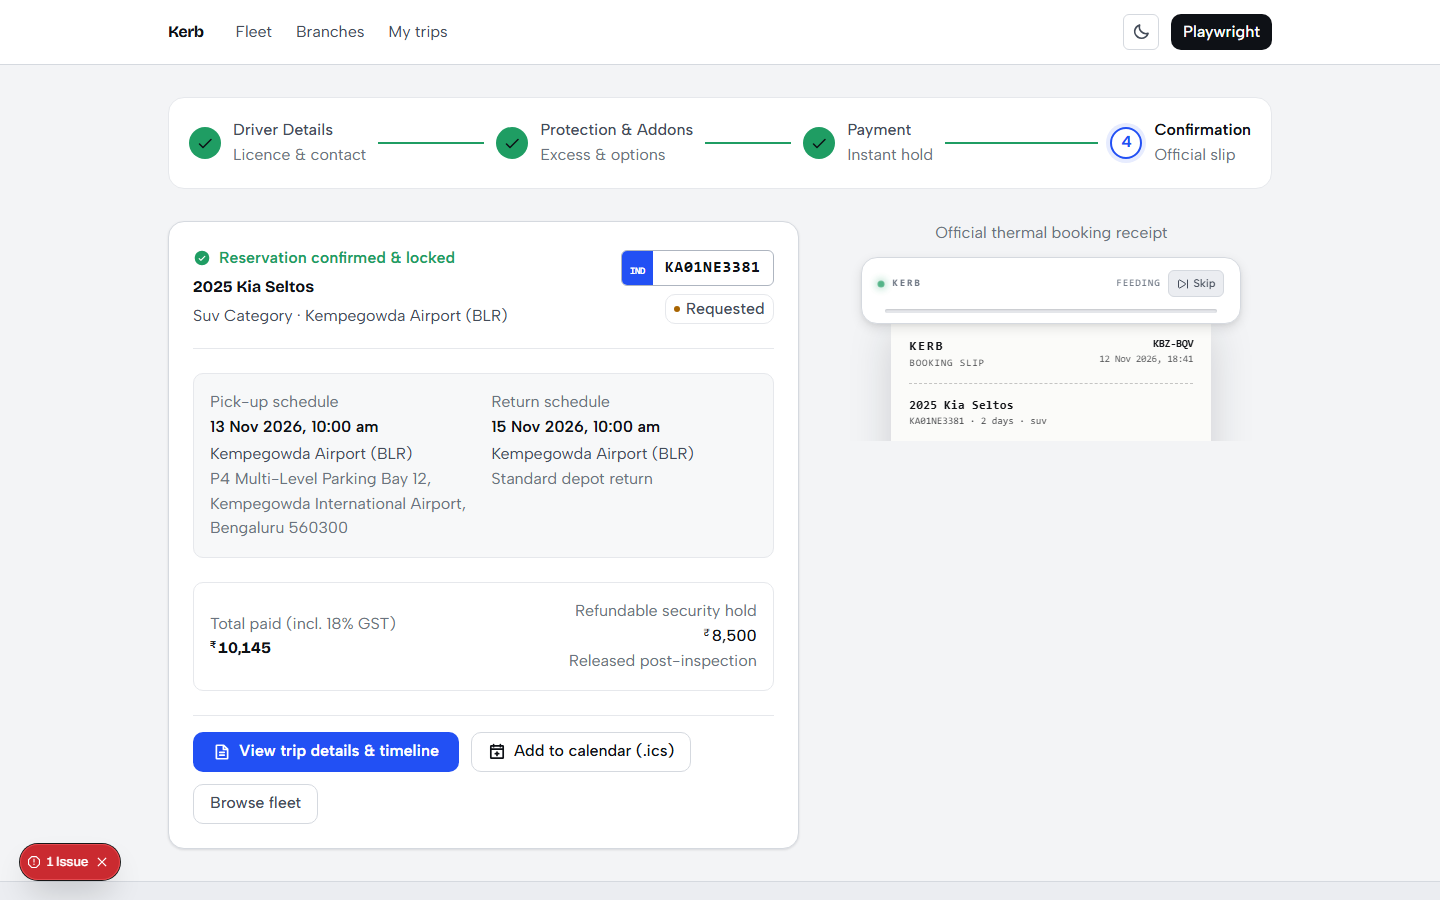 Kerb
Fleet
Branches
My trips
Playwright
Driver Details
Licence & contact
Protection & Addons
Excess & options
Payment
Instant hold
4
Confirmation
Official slip
Reservation confirmed & locked
2025 Kia Seltos
Suv Category · Kempegowda Airport (BLR)
IND KA01NE3381
Requested
Pick-up schedule
13 Nov 2026, 10:00 am
Kempegowda Airport (BLR)
P4 Multi-Level Parking Bay 12,
Kempegowda International Airport,
Bengaluru 560300
Return schedule
15 Nov 2026, 10:00 am
Kempegowda Airport (BLR)
Standard depot return
Total paid (incl. 18% GST)
₹10,145
Refundable security hold
₹8,500
Released post-inspection
View trip details & timeline
Add to calendar (.ics)
Browse fleet
Official thermal booking receipt
KERB
FEEDING
Skip
KERB
BOOKING SLIP
KBZ-BQV
12 Nov 2026, 18:41
2025 Kia Seltos
KA01NE3381 · 2 days · suv
1 Issue